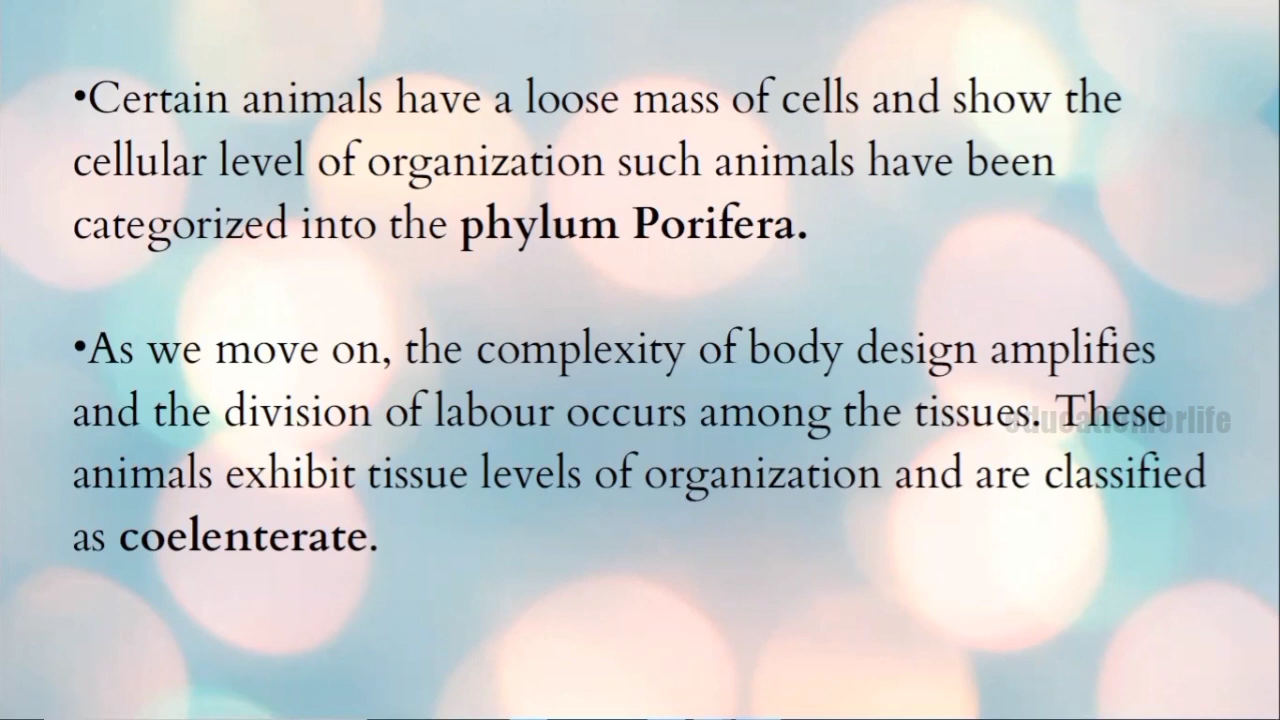 •Certain animals have a loose mass of cells and show the
cellular level of organization such animals have been
categorized into the phylum Porifera.
•As we move on, the complexity of body design amplifies
and the division of labour occurs among the tissues. These
educationforlife
animals exhibit tissue levels of organization and are classified
as coelenterate.